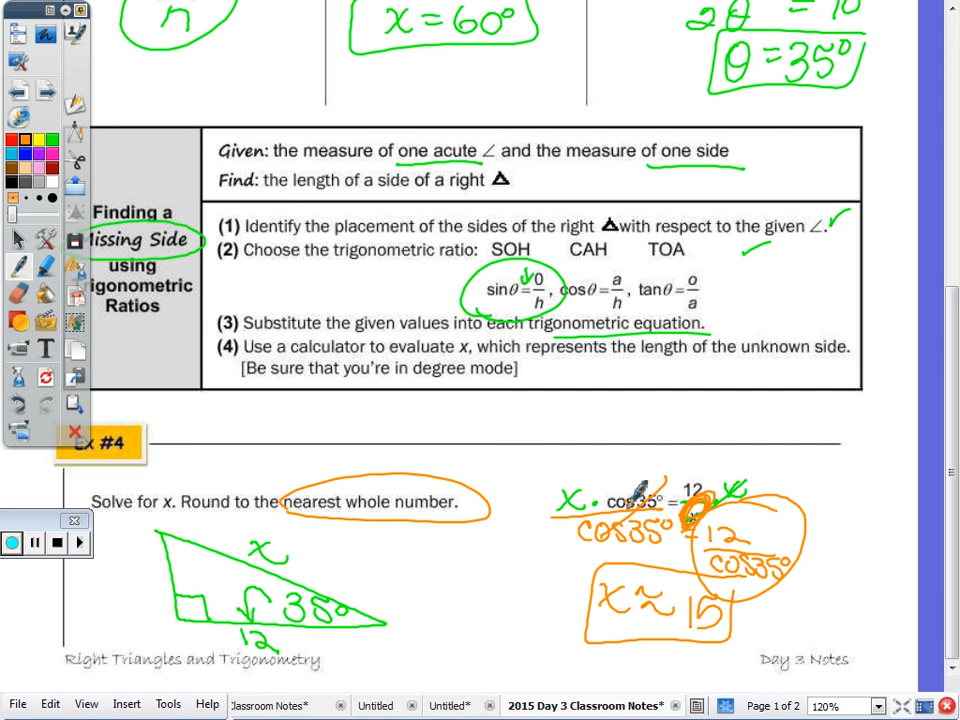 n
x = 60°
2θ = 70
θ = 35°
Given: the measure of one acute ∠ and the measure of one side
Find: the length of a side of a right Δ
Finding a
Missing Side
using
Trigonometric
Ratios
(1) Identify the placement of the sides of the right Δ with respect to the given ∠.
(2) Choose the trigonometric ratio: SOH CAH TOA
sinθ = o/h, cosθ = a/h, tanθ = o/a
(3) Substitute the given values into each trigonometric equation.
(4) Use a calculator to evaluate x, which represents the length of the unknown side.
[Be sure that you're in degree mode]
Ex #4
Solve for x. Round to the nearest whole number.
x · cos35° = 12/x · x
cos35° = 12
cos35°
x ≈ 15
x
35°
12
Right Triangles and Trigonometry Day 3 Notes
File Edit View Insert Tools Help Classroom Notes* Untitled Untitled* 2015 Day 3 Classroom Notes* Page 1 of 2 120%